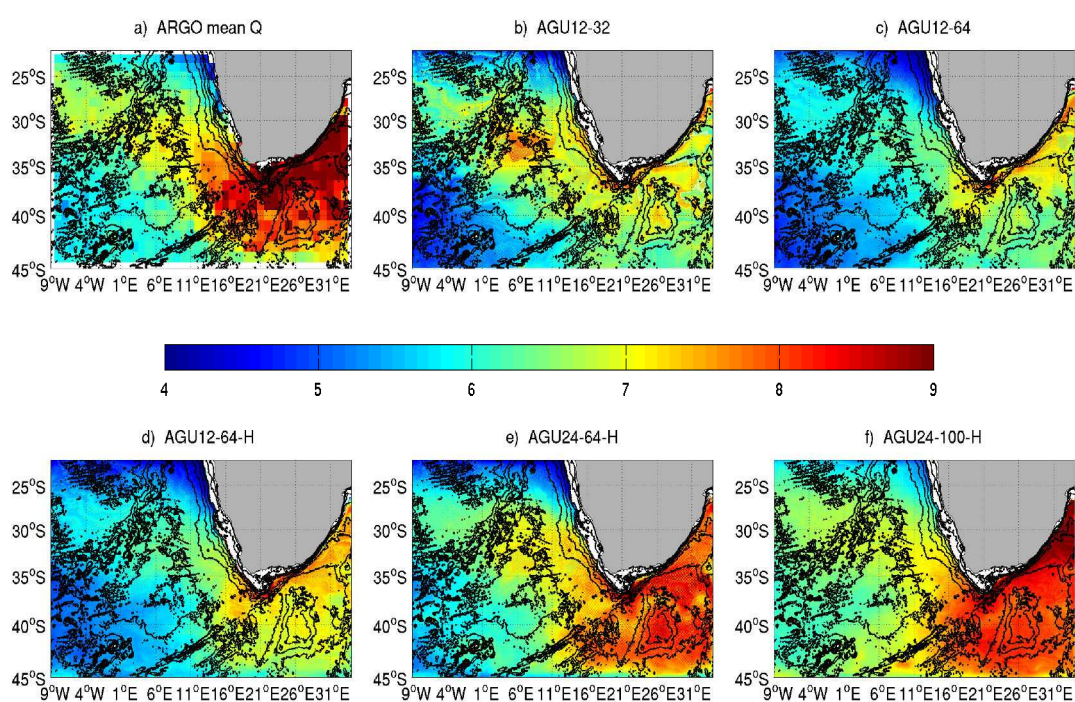 a) ARGO mean Q
b) AGU12-32
c) AGU12-64
25°S
30°S
35°S
40°S
45°S
9°W 4°W 1°E 6°E 11°E 16°E 21°E 26°E 31°E
25°S
30°S
35°S
40°S
45°S
9°W 4°W 1°E 6°E 11°E 16°E 21°E 26°E 31°E
25°S
30°S
35°S
40°S
45°S
9°W 4°W 1°E 6°E 11°E 16°E 21°E 26°E 31°E
4 5 6 7 8 9
d) AGU12-64-H
e) AGU24-64-H
f) AGU24-100-H
25°S
30°S
35°S
40°S
45°S
9°W 4°W 1°E 6°E 11°E 16°E 21°E 26°E 31°E
25°S
30°S
35°S
40°S
45°S
9°W 4°W 1°E 6°E 11°E 16°E 21°E 26°E 31°E
25°S
30°S
35°S
40°S
45°S
9°W 4°W 1°E 6°E 11°E 16°E 21°E 26°E 31°E